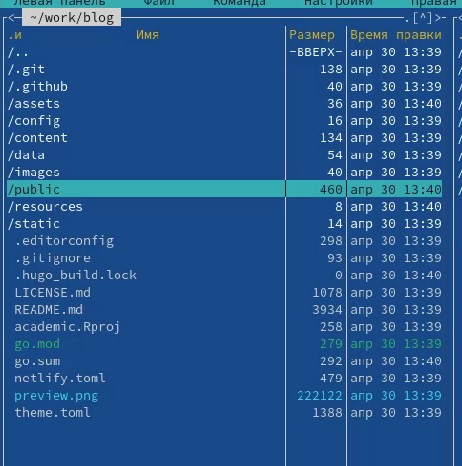 Левая панель Файл Команда Настройки Правая
<- ~/work/blog .[^]>
.и Имя Размер Время правки
/.. -ВВЕРХ- апр 30 13:39
/.git 138 апр 30 13:39
/.github 40 апр 30 13:39
/assets 36 апр 30 13:40
/config 16 апр 30 13:39
/content 134 апр 30 13:39
/data 54 апр 30 13:39
/images 40 апр 30 13:39
/public 460 апр 30 13:40
/resources 8 апр 30 13:40
/static 14 апр 30 13:39
.editorconfig 298 апр 30 13:39
.gitignore 93 апр 30 13:39
.hugo_build.lock 0 апр 30 13:40
LICENSE.md 1078 апр 30 13:39
README.md 3934 апр 30 13:39
academic.Rproj 258 апр 30 13:39
go.mod 279 апр 30 13:39
go.sum 292 апр 30 13:40
netlify.toml 479 апр 30 13:39
preview.png 222122 апр 30 13:39
theme.toml 1388 апр 30 13:39